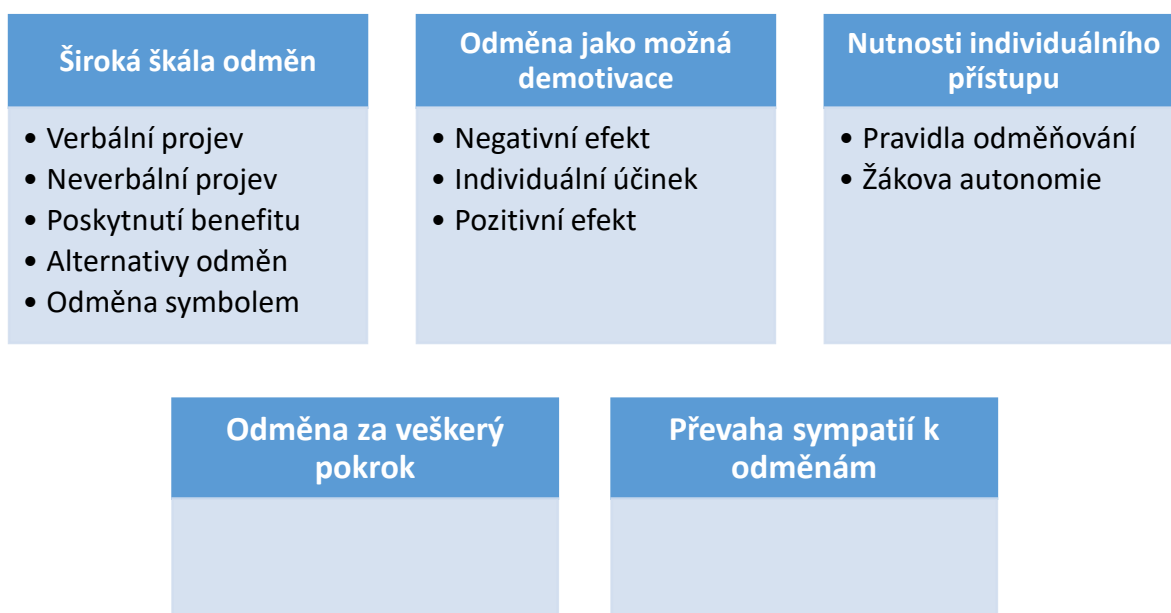 Široká škála odměn
• Verbální projev
• Neverbální projev
• Poskytnutí benefitu
• Alternativy odměn
• Odměna symbolem
Odměna jako možná
demotivace
• Negativní efekt
• Individuální účinek
• Pozitivní efekt
Nutnosti individuálního
přístupu
• Pravidla odměňování
• Žákova autonomie
Odměna za veškerý
pokrok
Převaha sympatií k
odměnám